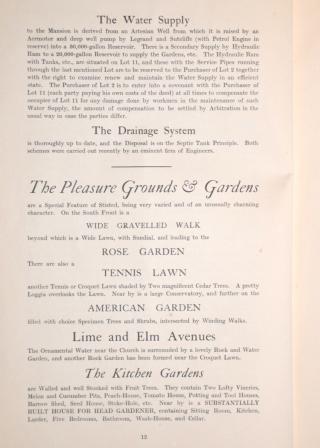 The Water Supply
to the Mansion is derived from an Artesian Well from which it is raised by an
Aermotor and deep well pump by Legrand and Sutcliffe (with Petrol Engine in
reserve) into a 36,000-gallon Reservoir. There is a Secondary Supply by Hydraulic
Ram to a 20,000-gallon Reservoir to supply the Gardens, etc. The Hydraulic Ram
with Tanks, etc., are situated on Lot 11, and these with the Service Pipes running
through the last mentioned Lot are to be reserved to the Purchaser of Lot 2 together
with the right to examine renew and maintain the Water Supply in an efficient
state. The Purchaser of Lot 2 is to enter into a covenant with the Purchaser of
Lot 11 (each party paying his own costs of the deed) at all times to compensate the
occupier of Lot 11 for any damage done by workmen in the maintenance of such
Water Supply, the amount of compensation to be settled by Arbitration in the
usual way in case the parties differ.
The Drainage System
is thoroughly up to date, and the Disposal is on the Septic Tank Principle. Both
schemes were carried out recently by an eminent firm of Engineers.
The Pleasure Grounds & Gardens
are a Special Feature of Stisted, being very varied and of an unusually charming
character. On the South Front is a
WIDE GRAVELLED WALK
beyond which is a Wide Lawn, with Sundial, and leading to the
ROSE GARDEN
There are also a
TENNIS LAWN
another Tennis or Croquet Lawn shaded by Two magnificent Cedar Trees. A pretty
Loggia overlooks the Lawn. Near by is a large Conservatory, and further on the
AMERICAN GARDEN
filled with choice Specimen Trees and Shrubs, intersected by Winding Walks.
Lime and Elm Avenues
The Ornamental Water near the Church is surrounded by a lovely Rock and Water
Garden, and another Rock Garden has been formed near the Croquet Lawn.
The Kitchen Gardens
are Walled and well Stocked with Fruit Trees. They contain Two Lofty Vineries,
Melon and Cucumber Pits, Peach-House, Tomato House, Potting and Tool Houses,
Barrow Shed, Seed House, Stoke-Hole, etc. Near by is a SUBSTANTIALLY
BUILT HOUSE FOR HEAD GARDENER, containing Sitting Room, Kitchen,
Larder, Five Bedrooms, Bathroom, Wash-House, and Cellar.
12